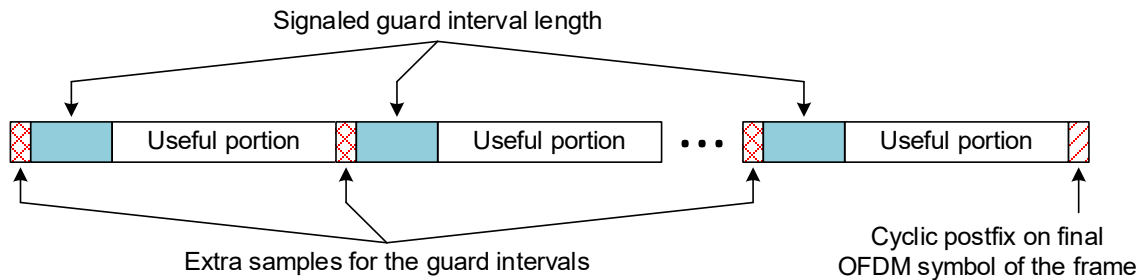 Signaled guard interval length
Useful portion Useful portion ••• Useful portion
Extra samples for the guard intervals
Cyclic postfix on final
OFDM symbol of the frame